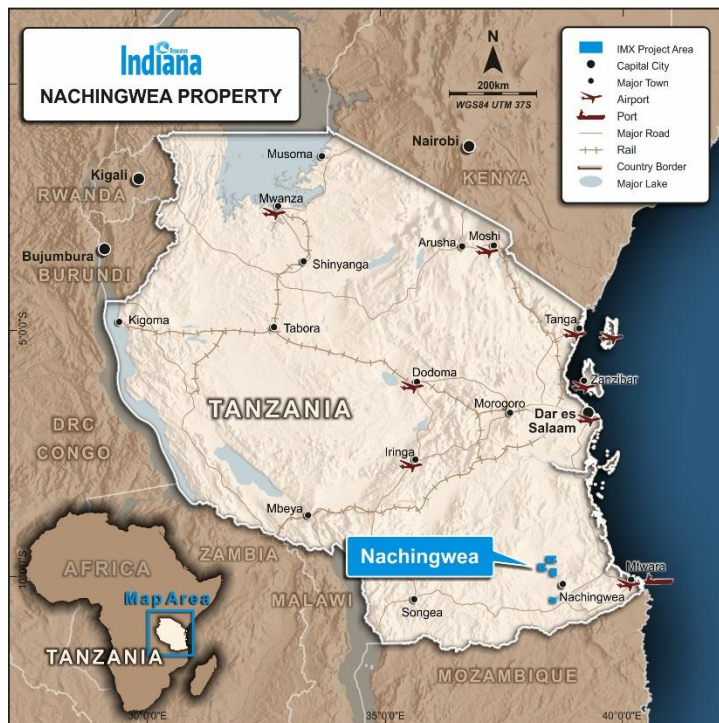 Indiana
Resources
NACHINGWEA PROPERTY
N
200km
WGS84 UTM 37S
IMX Project Area
Capital City
Major Town
Airport
Port
Major Road
Rail
Country Border
Major Lake
Musoma
Nairobi
KENYA
Kigali
RWANDA
Mwanza
Bujumbura
BURUNDI
Shinyanga
Arusha
Moshi
5°0'0"S
Kigoma
Tabora
Tanga
Dodoma
Zanzibar
TANZANIA
Morogoro
Dar es
Salaam
DRC
CONGO
Iringa
Mbeya
ZAMBIA
Nachingwea
AFRICA
10°0'0"S
MALAWI
Mtwara
Nachingwea
Songea
Map Area
TANZANIA
MOZAMBIQUE
30°0'0"E
35°0'0"E
40°0'0"E